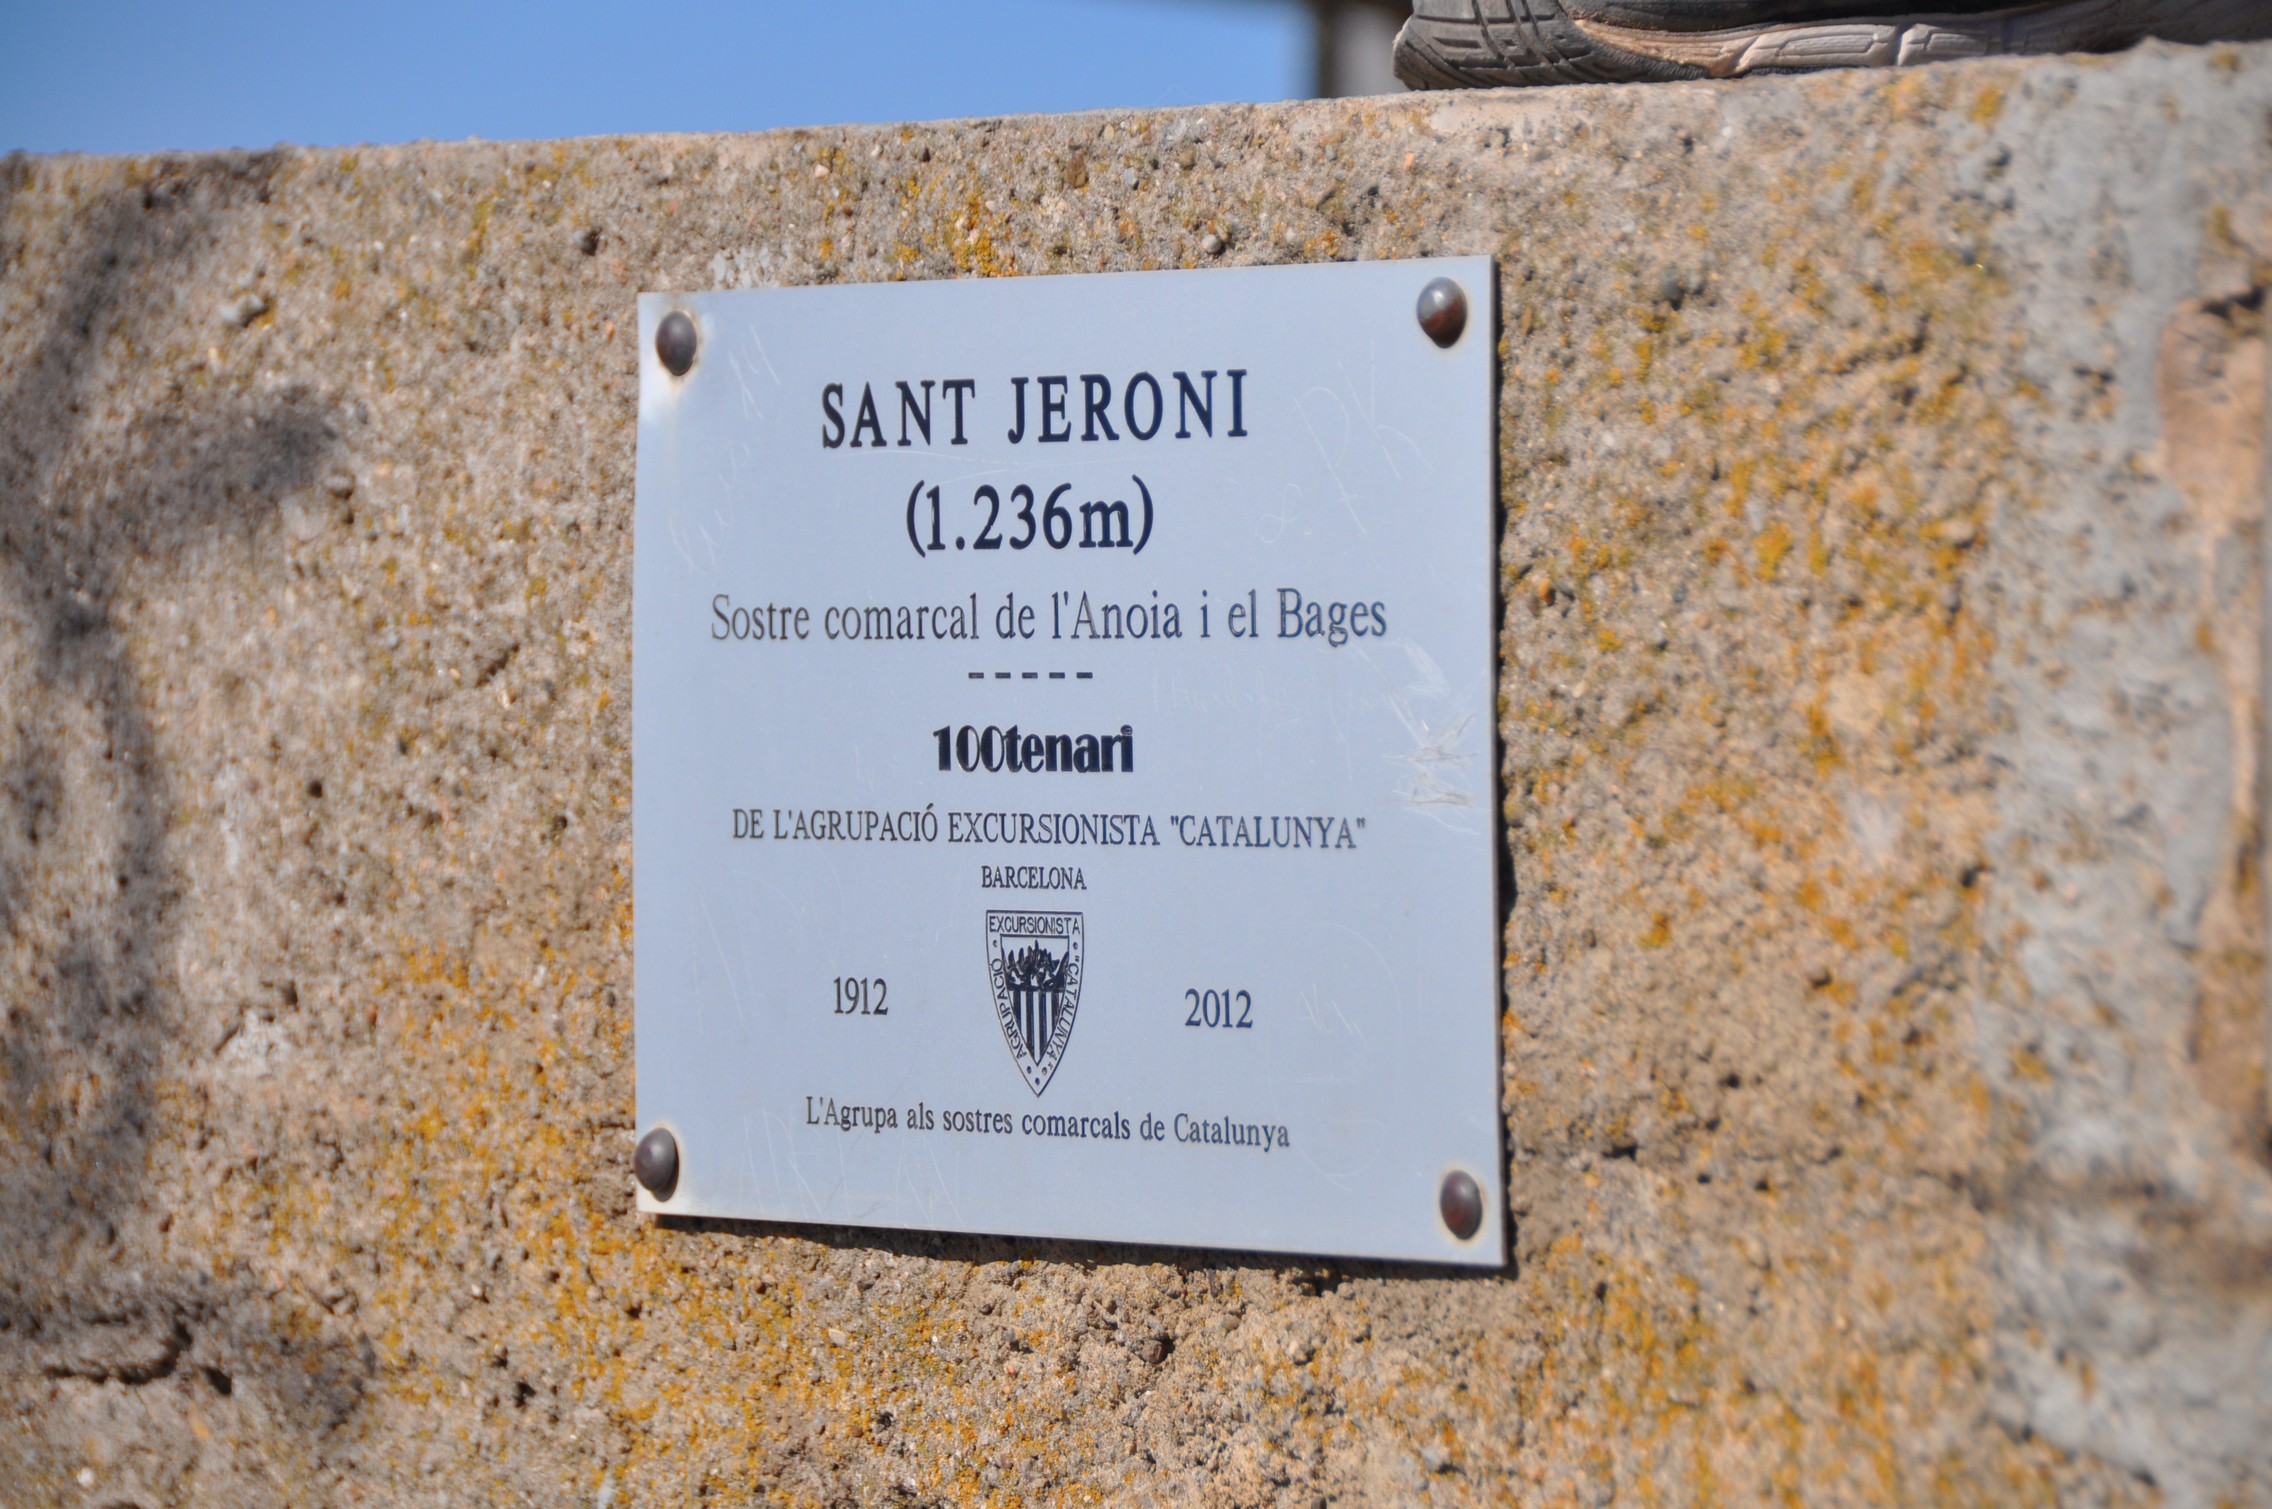 SANT JERONI
(1.236m)
Sostre comarcal de l'Anoia i el Bages
-----
100tenari
DE L'AGRUPACIÓ EXCURSIONISTA "CATALUNYA"
BARCELONA
EXCURSIONISTA
AGRUPACIÓ
"CATALUNYA"
1912
2012
L'Agrupa als sostres comarcals de Catalunya